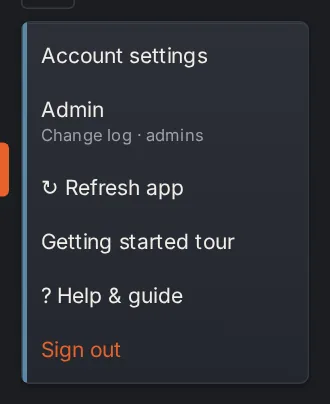 Account settings
Admin
Change log · admins
↻ Refresh app
Getting started tour
? Help & guide
Sign out